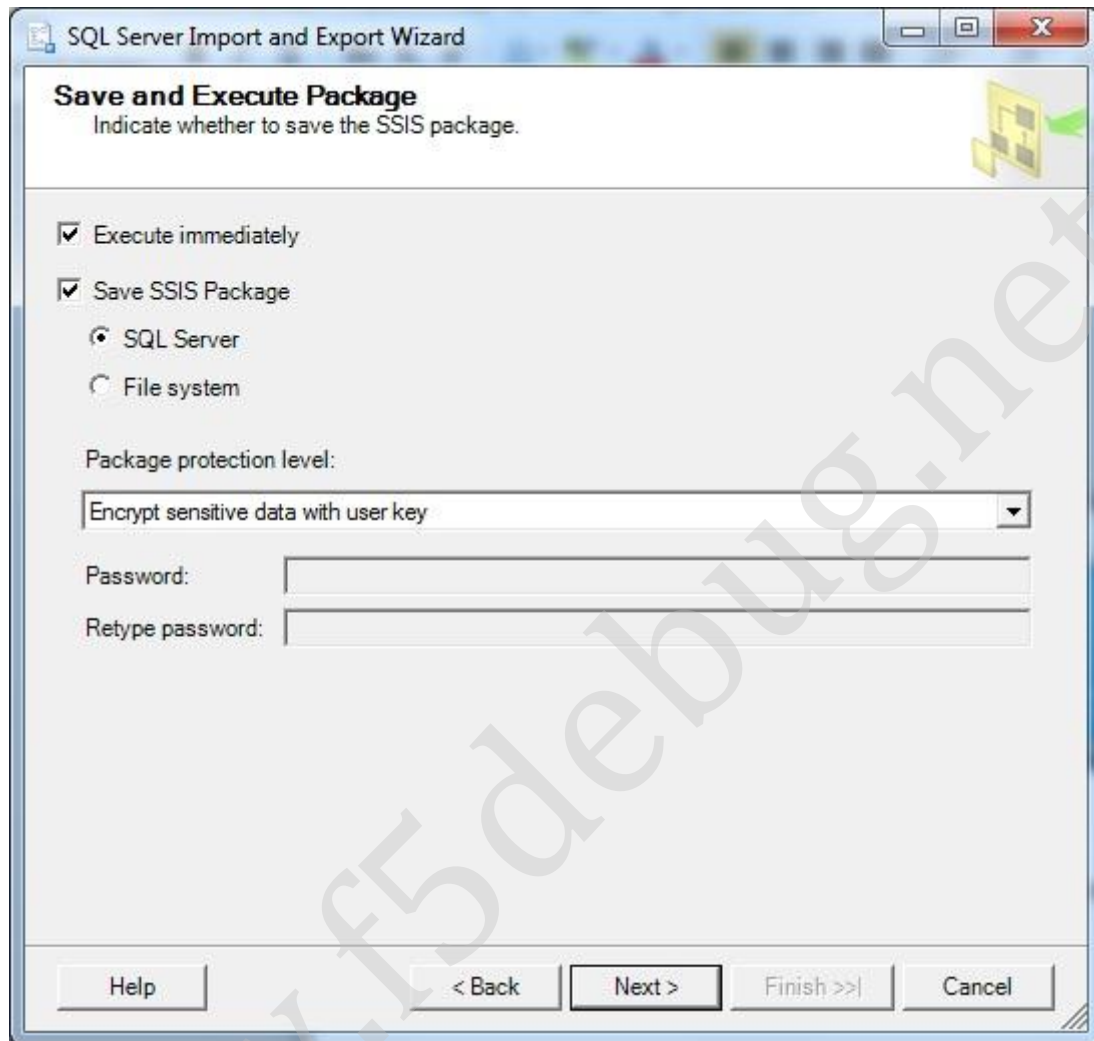 SQL Server Import and Export Wizard
Save and Execute Package
Indicate whether to save the SSIS package.
Execute immediately
Save SSIS Package
SQL Server
File system
Package protection level:
Encrypt sensitive data with user key
Password:
Retype password:
Help
< Back
Next >
Finish >>|
Cancel
.f5debug.net